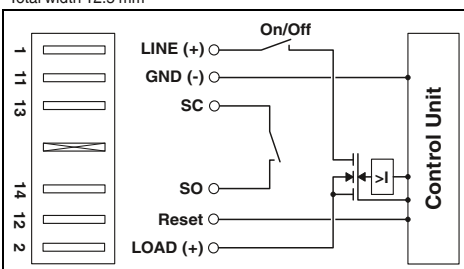 Total width 12.5 mm
On/Off
1 LINE (+)
11 GND (-)
13 SC
14 SO
12 Reset
2 LOAD (+)
>I
Control Unit